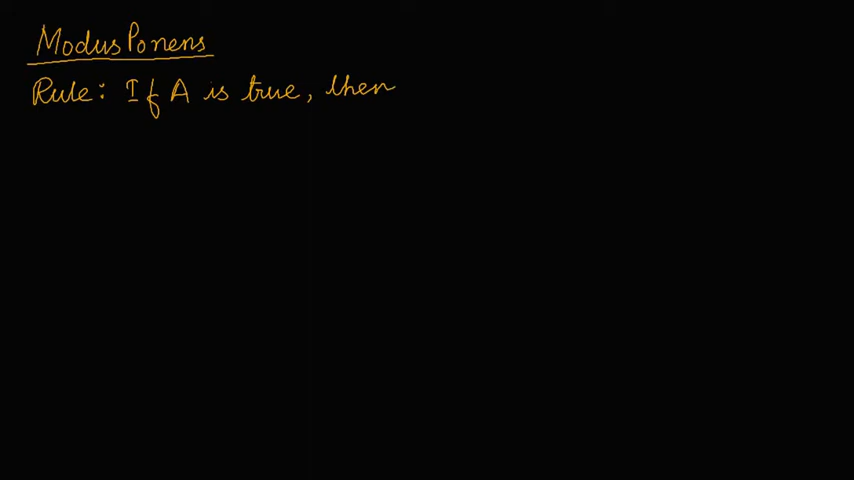 Modus Ponens
Rule: If A is true, then